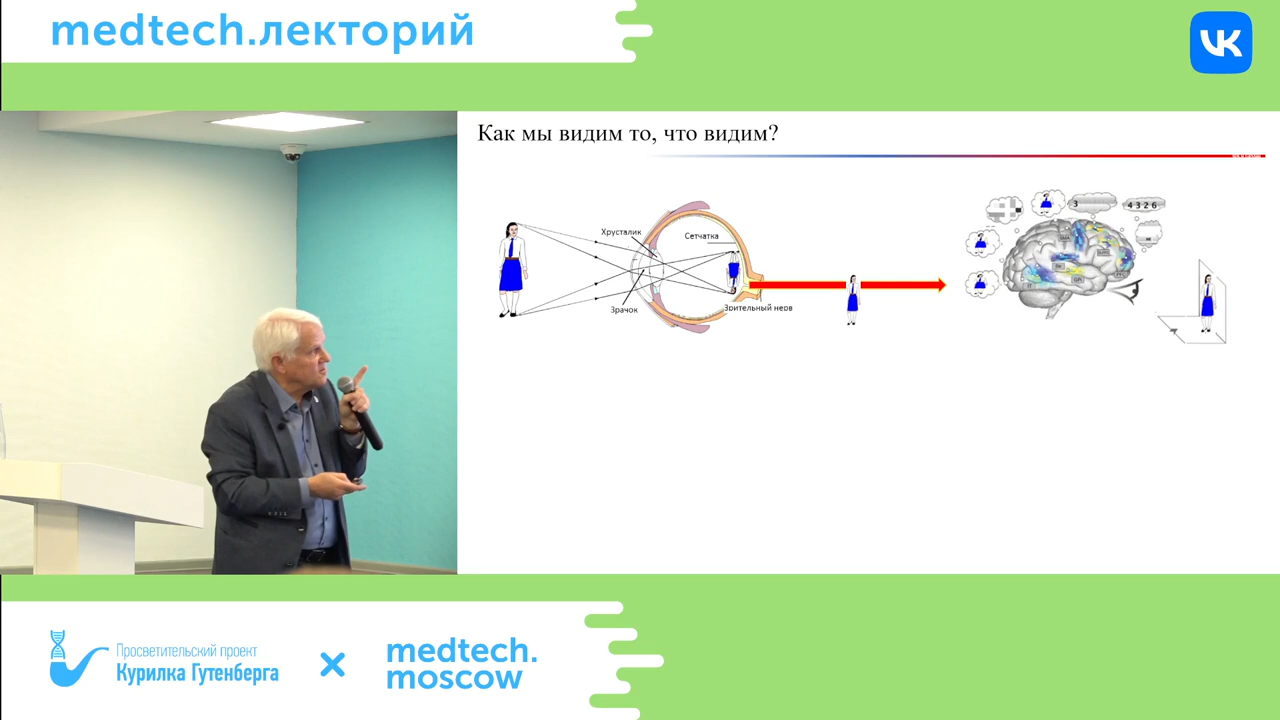 medtech.лекторий
Как мы видим то, что видим?
Хрусталик
Сетчатка
Зрачок
Зрительный нерв
3
4 3 2 6
Просветительский проект
Курилка Гутенберга
×
medtech.
moscow